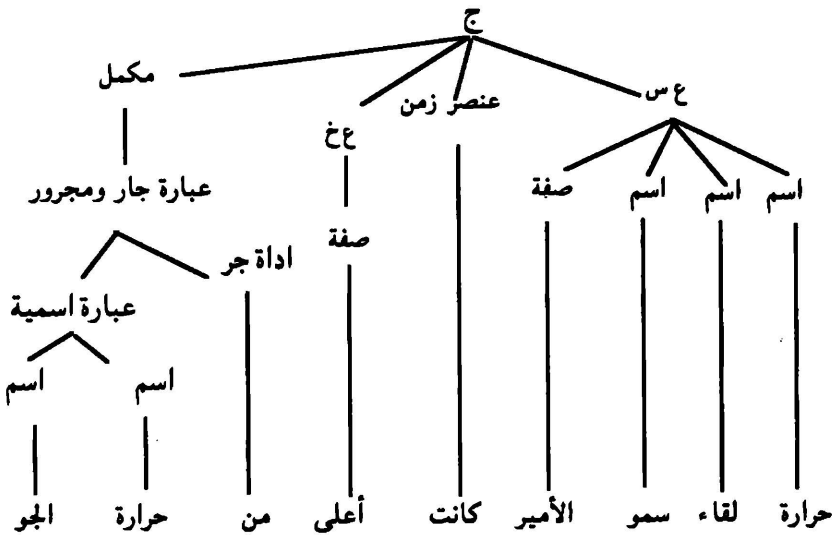 ج
ع س
عنصر زمن
ع خ
مكمل
اسم اسم اسم صفة
صفة
عبارة جار ومجرور
اداة جر
عبارة اسمية
اسم اسم
حرارة لقاء سمو الأمير كانت أعلى من حرارة الجو